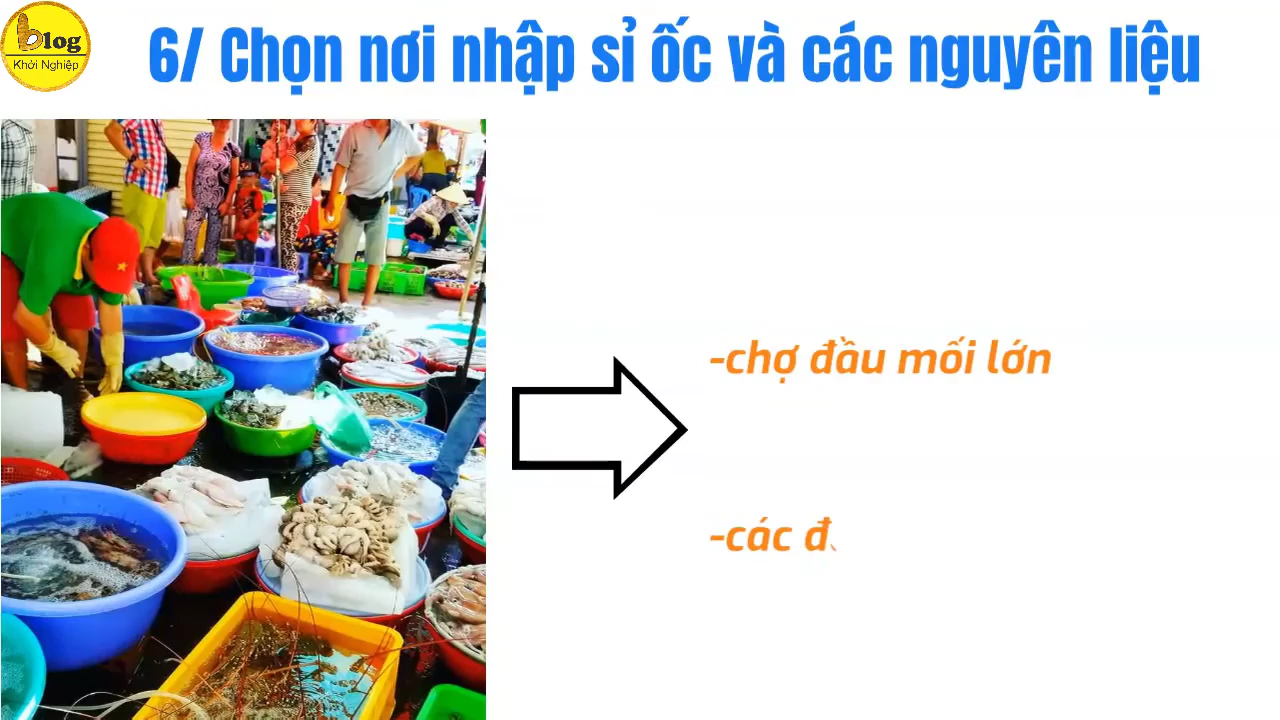 blog
Khởi Nghiệp
6/ Chọn nơi nhập sỉ ốc và các nguyên liệu
-chợ đầu mối lớn
-các